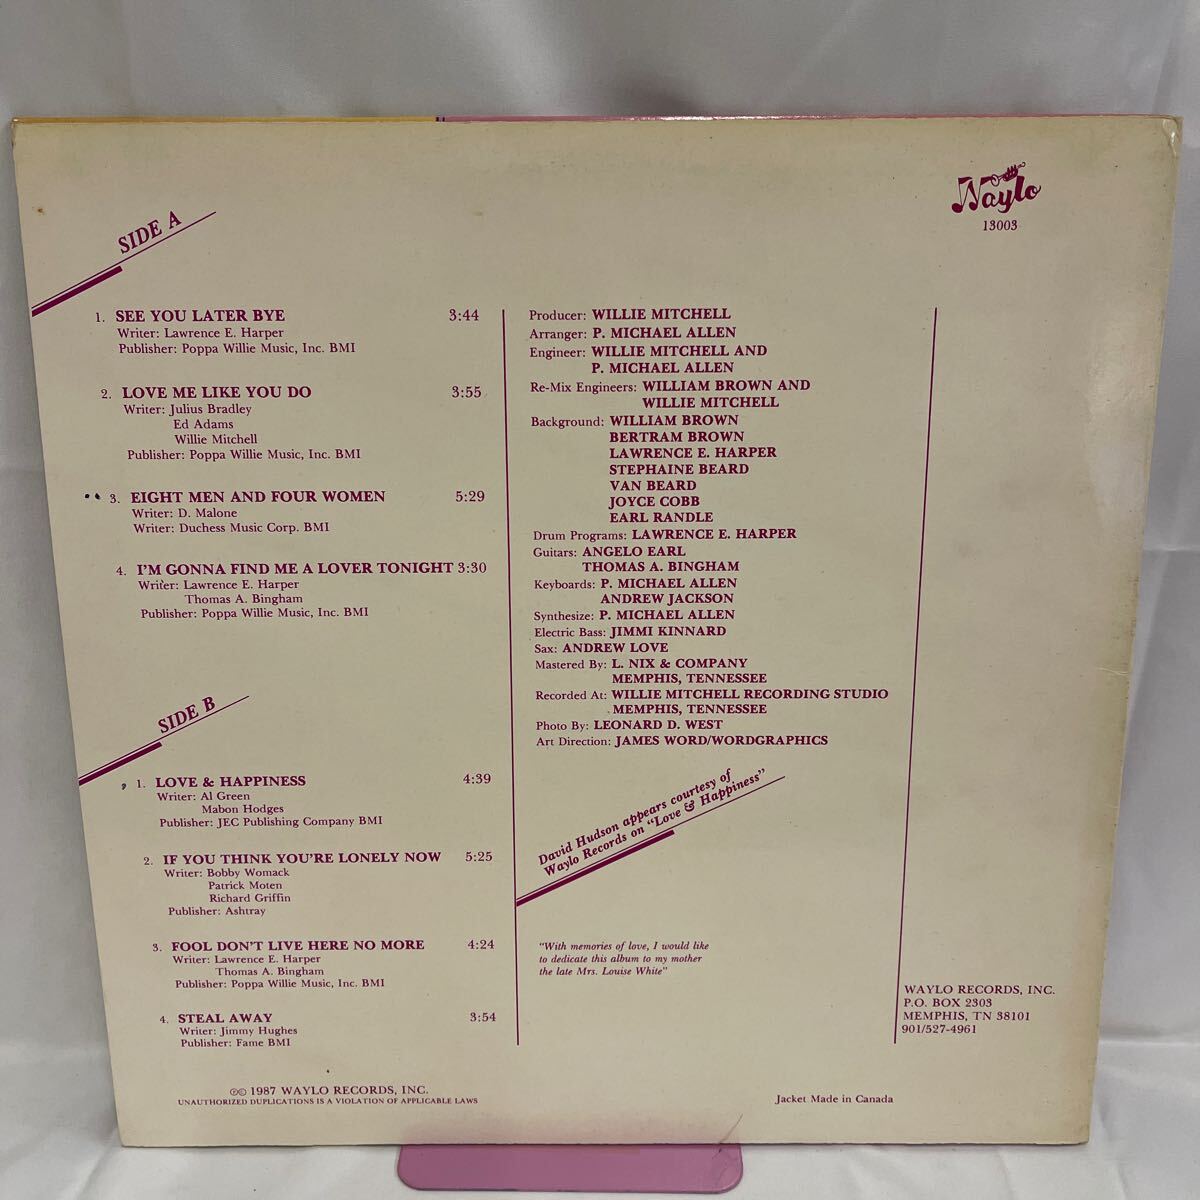 Waylo
13003
SIDE A
1. SEE YOU LATER BYE 3:44
Writer: Lawrence E. Harper
Publisher: Poppa Willie Music, Inc. BMI
2. LOVE ME LIKE YOU DO 3:55
Writer: Julius Bradley
Ed Adams
Willie Mitchell
Publisher: Poppa Willie Music, Inc. BMI
3. EIGHT MEN AND FOUR WOMEN 5:29
Writer: D. Malone
Writer: Duchess Music Corp. BMI
4. I'M GONNA FIND ME A LOVER TONIGHT 3:30
Writer: Lawrence E. Harper
Thomas A. Bingham
Publisher: Poppa Willie Music, Inc. BMI
SIDE B
1. LOVE & HAPPINESS 4:39
Writer: Al Green
Mabon Hodges
Publisher: JEC Publishing Company BMI
2. IF YOU THINK YOU'RE LONELY NOW 5:25
Writer: Bobby Womack
Patrick Moten
Richard Griffin
Publisher: Ashtray
3. FOOL DON'T LIVE HERE NO MORE 4:24
Writer: Lawrence E. Harper
Thomas A. Bingham
Publisher: Poppa Willie Music, Inc. BMI
4. STEAL AWAY 3:54
Writer: Jimmy Hughes
Publisher: Fame BMI
Producer: WILLIE MITCHELL
Arranger: P. MICHAEL ALLEN
Engineer: WILLIE MITCHELL AND
P. MICHAEL ALLEN
Re-Mix Engineers: WILLIAM BROWN AND
WILLIE MITCHELL
Background: WILLIAM BROWN
BERTRAM BROWN
LAWRENCE E. HARPER
STEPHAINE BEARD
VAN BEARD
JOYCE COBB
EARL RANDLE
Drum Programs: LAWRENCE E. HARPER
Guitars: ANGELO EARL
THOMAS A. BINGHAM
Keyboards: P. MICHAEL ALLEN
ANDREW JACKSON
Synthesize: P. MICHAEL ALLEN
Electric Bass: JIMMI KINNARD
Sax: ANDREW LOVE
Mastered By: L. NIX & COMPANY
MEMPHIS, TENNESSEE
Recorded At: WILLIE MITCHELL RECORDING STUDIO
MEMPHIS, TENNESSEE
Photo By: LEONARD D. WEST
Art Direction: JAMES WORD/WORDGRAPHICS
David Hudson appears courtesy of
Waylo Records on "Love & Happiness"
"With memories of love, I would like
to dedicate this album to my mother
the late Mrs. Louise White"
WAYLO RECORDS, INC.
P.O. BOX 2303
MEMPHIS, TN 38101
901/527-4961
℗© 1987 WAYLO RECORDS, INC.
UNAUTHORIZED DUPLICATIONS IS A VIOLATION OF APPLICABLE LAWS
Jacket Made in Canada